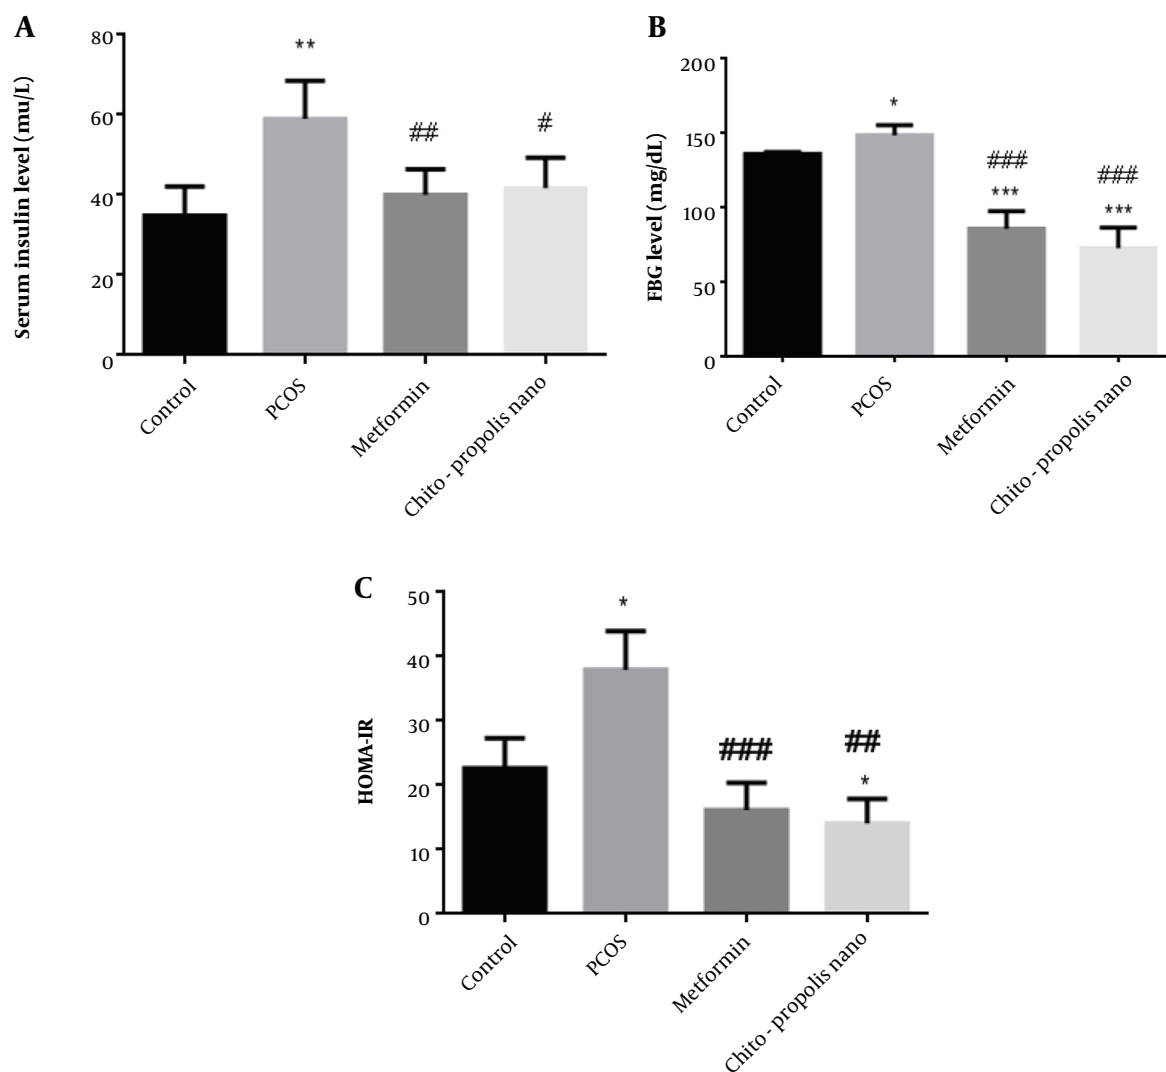 A
Serum insulin level (mu/L)
80
60
40
20
0
**
##
#
Control
PCOS
Metformin
Chito - propolis nano
B
FBG level (mg/dL)
200
150
100
50
0
*
###
***
###
***
Control
PCOS
Metformin
Chito - propolis nano
C
HOMA-IR
50
40
30
20
10
0
*
###
##
*
Control
PCOS
Metformin
Chito - propolis nano